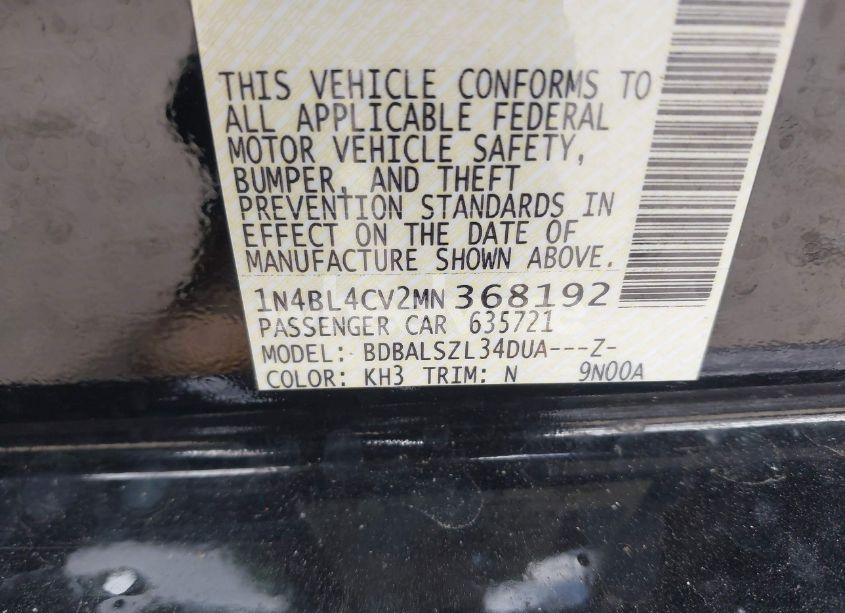 THIS VEHICLE CONFORMS TO
ALL APPLICABLE FEDERAL
MOTOR VEHICLE SAFETY,
BUMPER, AND THEFT
PREVENTION STANDARDS IN
EFFECT ON THE DATE OF
MANUFACTURE SHOWN ABOVE.
1N4BL4CV2MN 368192
PASSENGER CAR 635721
MODEL: BDBALSZL34DUA---Z-
COLOR: KH3 TRIM: N 9N00A